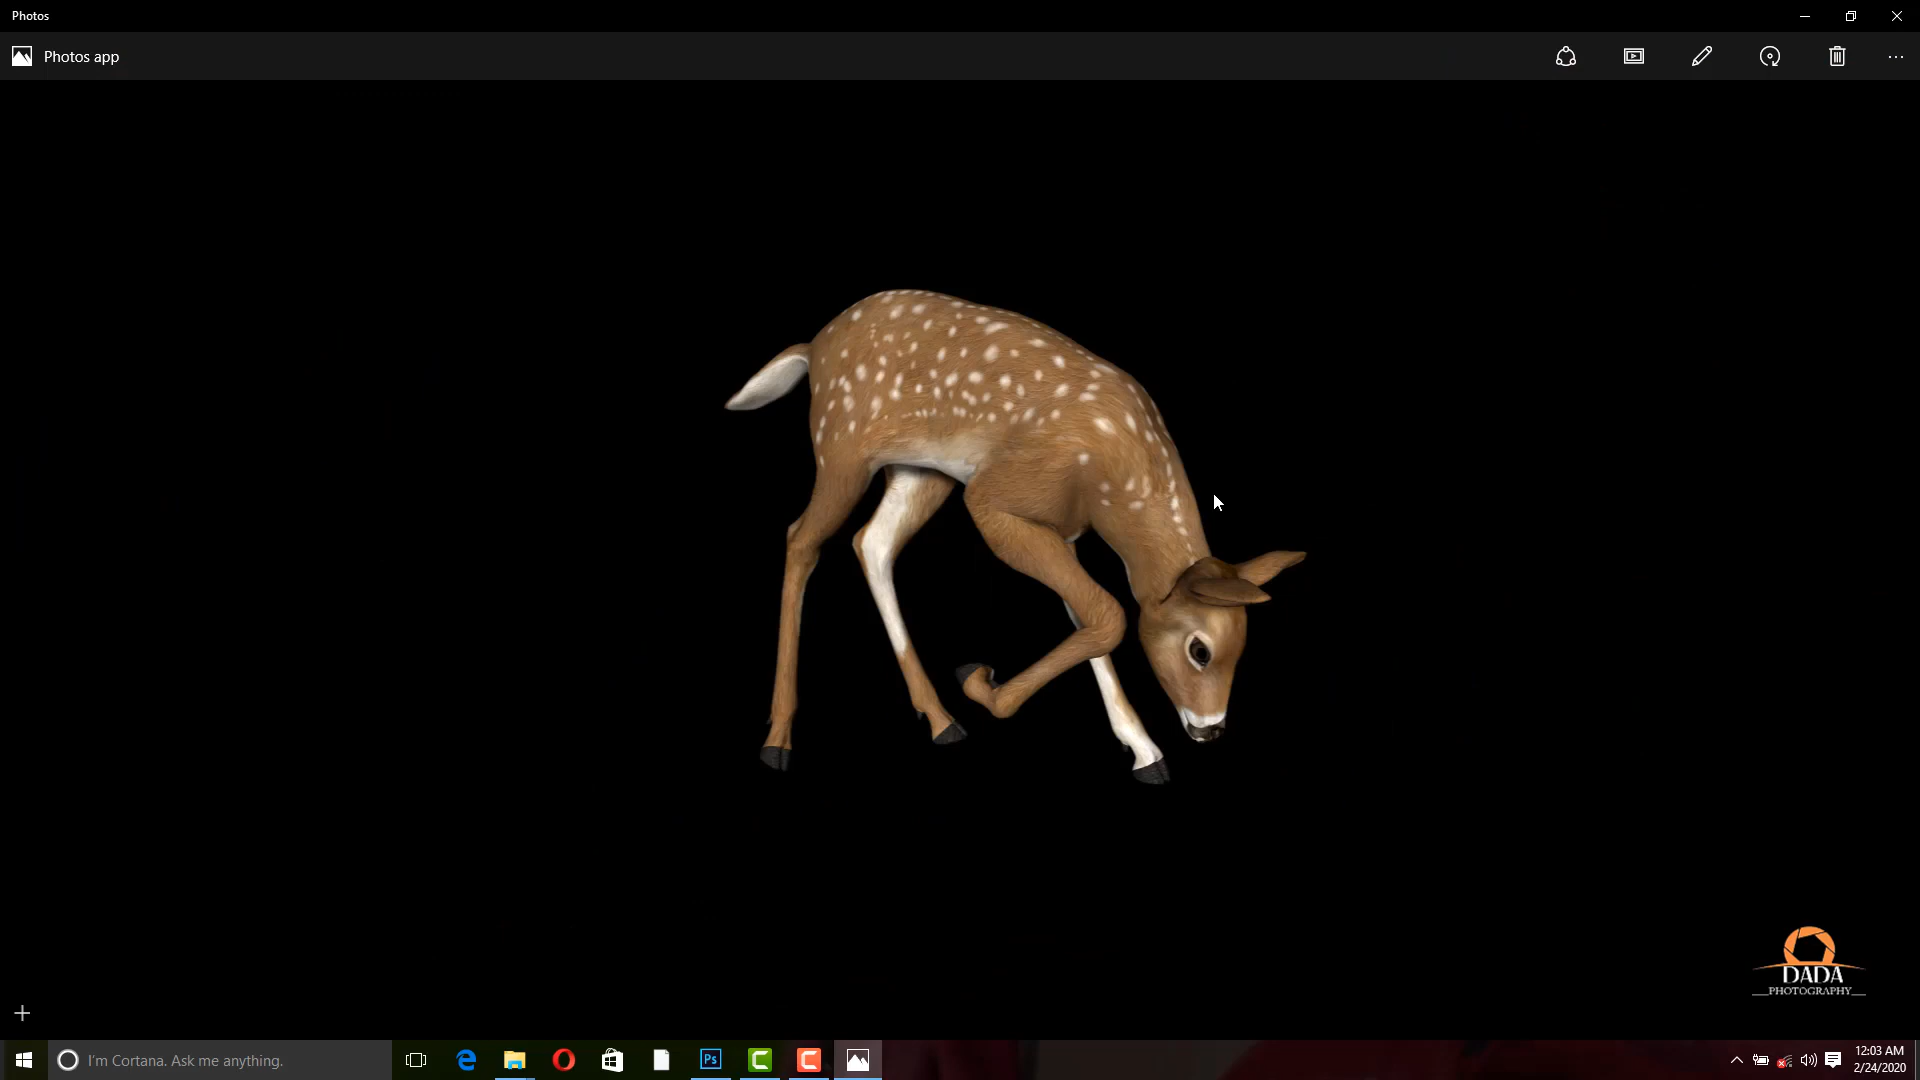 Photos
Photos app
DADA
PHOTOGRAPHY
I'm Cortana. Ask me anything.
Ps
12:03 AM
2/24/2020